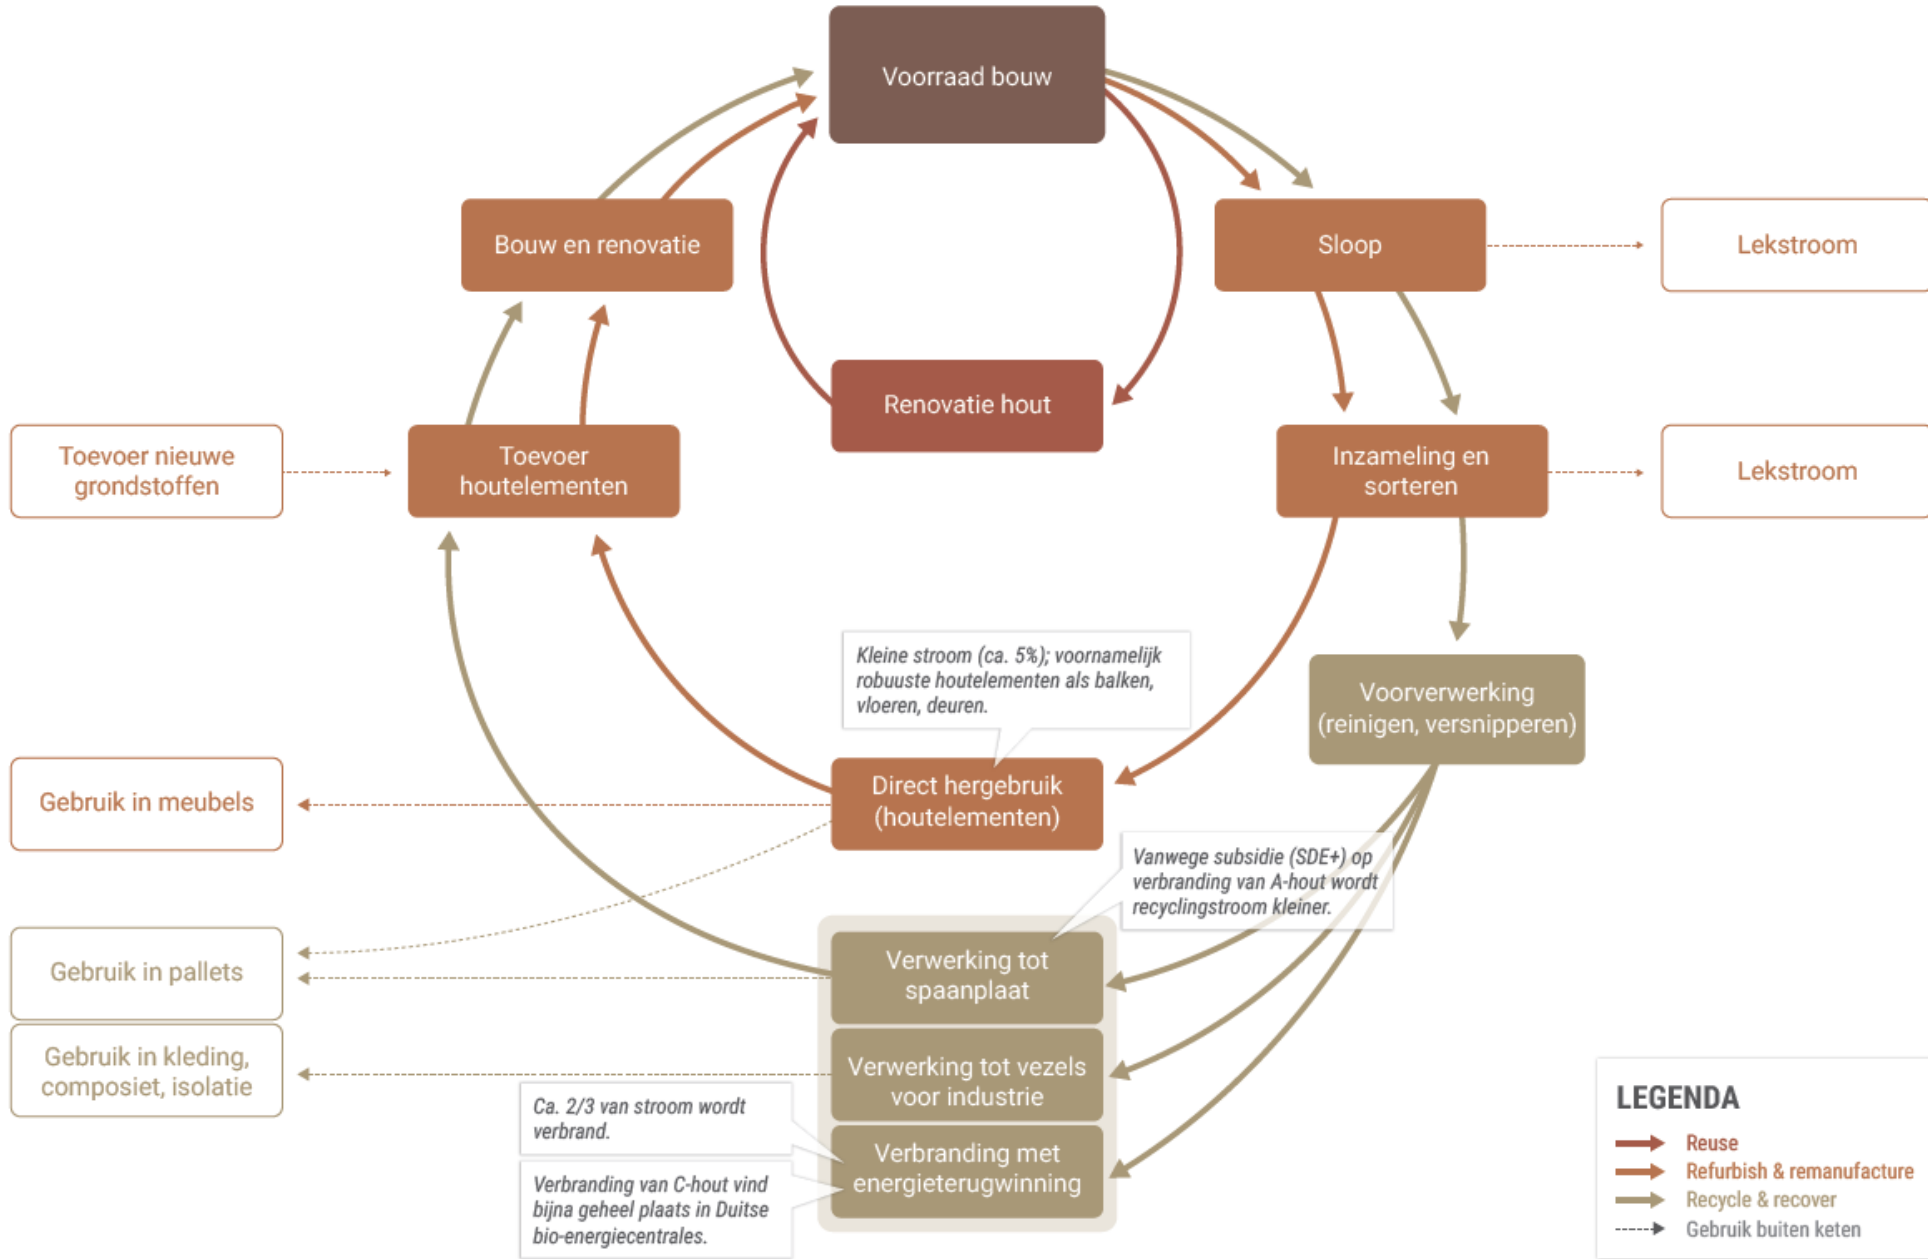 Voorraad bouw
Bouw en renovatie
Sloop
Lekstroom
Renovatie hout
Toevoer nieuwe
grondstoffen
Toevoer
houtelementen
Inzameling en
sorteren
Lekstroom
Kleine stroom (ca. 5%); voornamelijk
robuuste houtelementen als balken,
vloeren, deuren.
Voorverwerking
(reinigen, versnipperen)
Gebruik in meubels
Direct hergebruik
(houtelementen)
Vanwege subsidie (SDE+) op
verbranding van A-hout wordt
recyclingstroom kleiner.
Gebruik in pallets
Verwerking tot
spaanplaat
Gebruik in kleding,
composiet, isolatie
Verwerking tot vezels
voor industrie
Ca. 2/3 van stroom wordt
verbrand.
Verbranding met
energieterugwinning
Verbranding van C-hout vind
bijna geheel plaats in Duitse
bio-energiecentrales.
LEGENDA
Reuse
Refurbish & remanufacture
Recycle & recover
Gebruik buiten keten